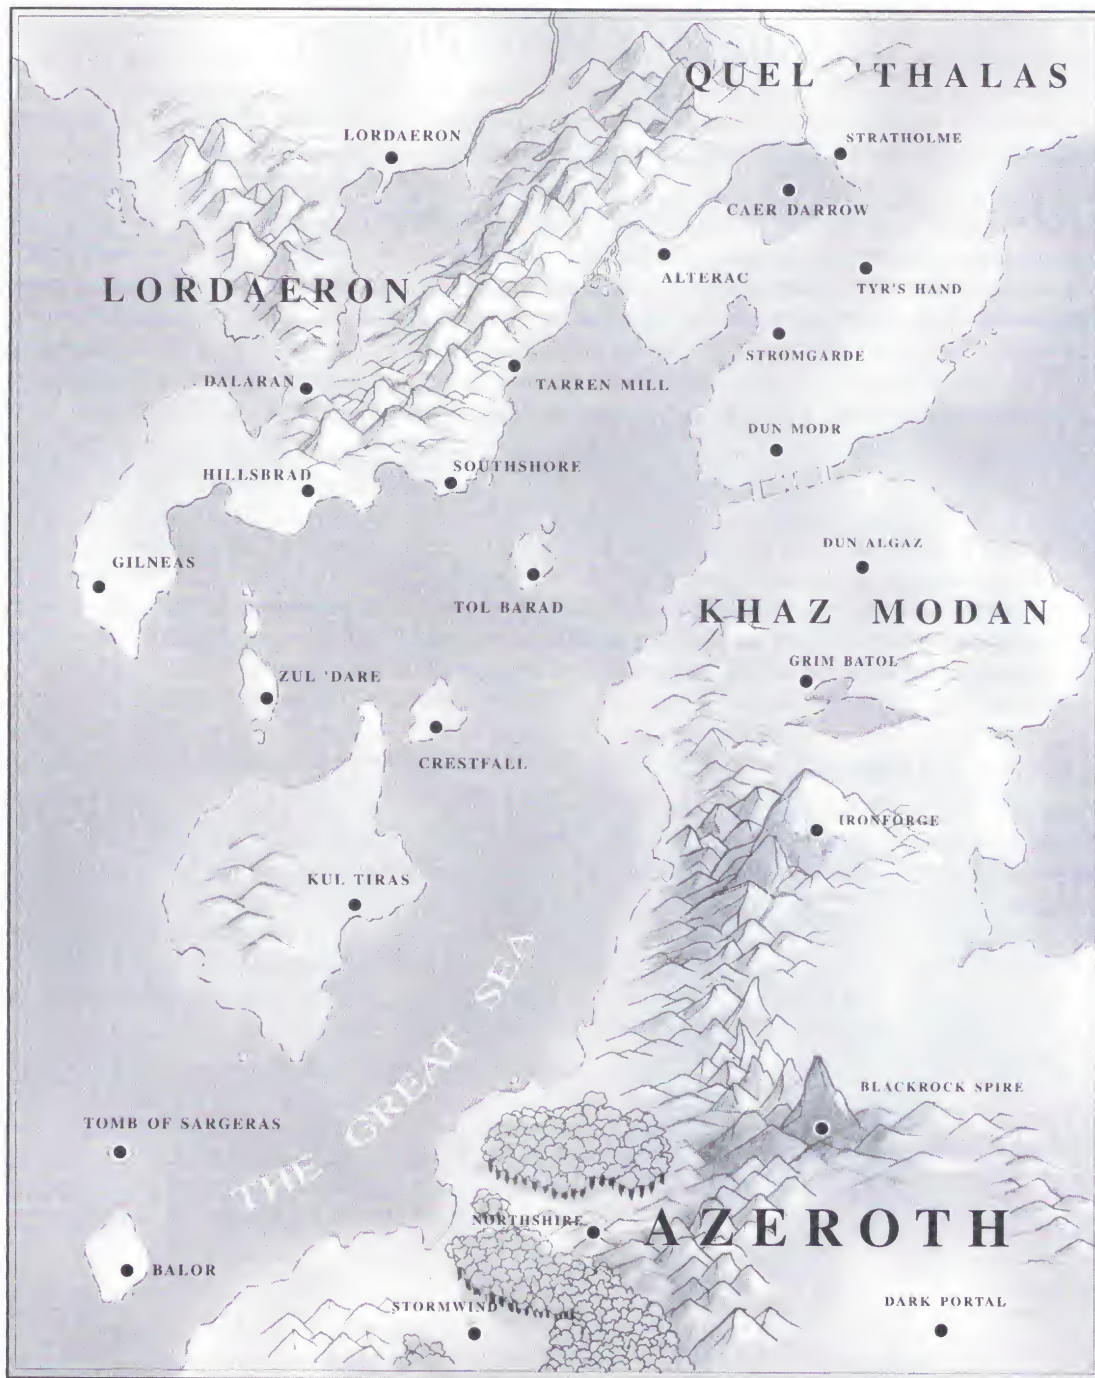 QUEL 'THALAS
LORDAERON
STRATHOLME
CAER DARROW
ALTERAC
TYR'S HAND
LORDAERON
STROMGARDE
DALARAN
TARREN MILL
DUN MODR
HILLSBRAD
SOUTHSHORE
DUN ALGAZ
GILNEAS
TOL BARAD
KHAZ MODAN
GRIM BATOL
ZUL 'DARE
CRESTFALL
IRONFORGE
KUL TIRAS
THE GREAT SEA
BLACKROCK SPIRE
TOMB OF SARGERAS
NORTHSHIRE
AZEROTH
BALOR
STORMWIND
DARK PORTAL